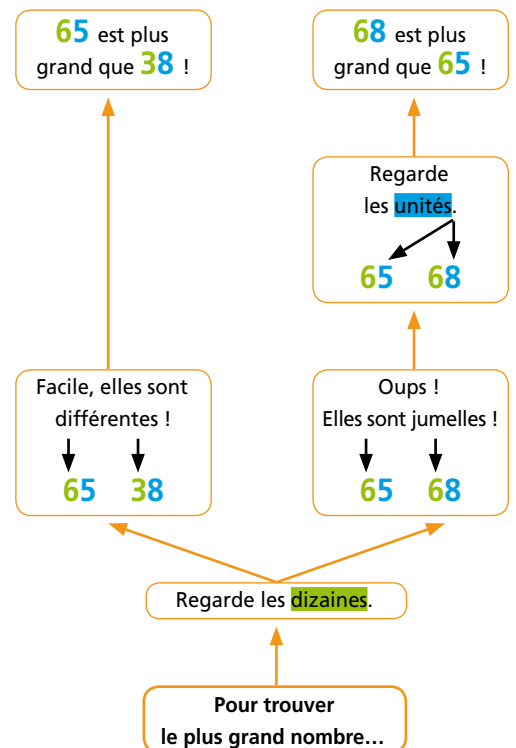 65 est plus
grand que 38 !
68 est plus
grand que 65 !
Regarde
les unités.
65 68
Facile, elles sont
différentes !
65 38
Oups !
Elles sont jumelles !
65 68
Regarde les dizaines.
Pour trouver
le plus grand nombre...